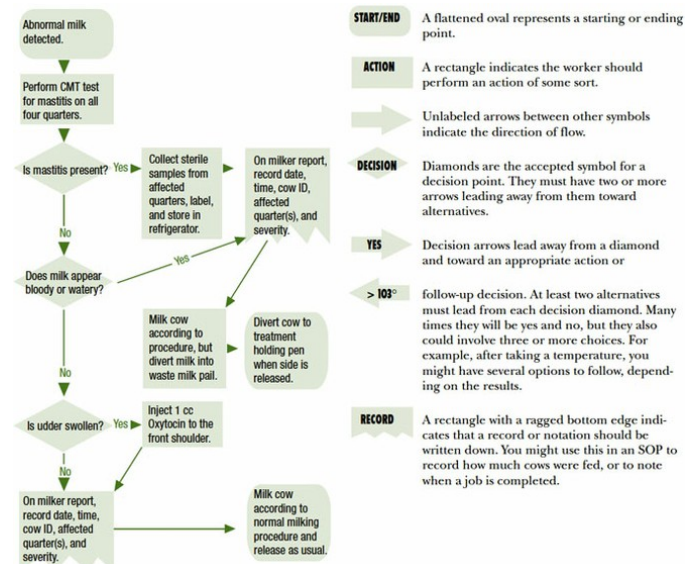 Abnormal milk
detected.
Perform CMT test
for mastitis on all
four quarters.
Is mastitis present?
Yes
Collect sterile
samples from
affected
quarters, label,
and store in
refrigerator.
On milker report,
record date,
time, cow ID,
affected
quarter(s), and
severity.
No
Does milk appear
bloody or watery?
Yes
Milk cow
according to
procedure, but
divert milk into
waste milk pail.
Divert cow to
treatment
holding pen
when side is
released.
No
Is udder swollen?
Yes
Inject 1 cc
Oxytocin to the
front shoulder.
No
On milker report,
record date, time,
cow ID, affected
quarter(s), and
severity.
Milk cow
according to
normal milking
procedure and
release as usual.
START/END
A flattened oval represents a starting or ending
point.
ACTION
A rectangle indicates the worker should
perform an action of some sort.
Unlabeled arrows between other symbols
indicate the direction of flow.
DECISION
Diamonds are the accepted symbol for a
decision point. They must have two or more
arrows leading away from them toward
alternatives.
YES
Decision arrows lead away from a diamond
and toward an appropriate action or
> 103°
follow-up decision. At least two alternatives
must lead from each decision diamond. Many
times they will be yes and no, but they also
could involve three or more choices. For
example, after taking a temperature, you
might have several options to follow, depend-
ing on the results.
RECORD
A rectangle with a ragged bottom edge indi-
cates that a record or notation should be
written down. You might use this in an SOP to
record how much cows were fed, or to note
when a job is completed.